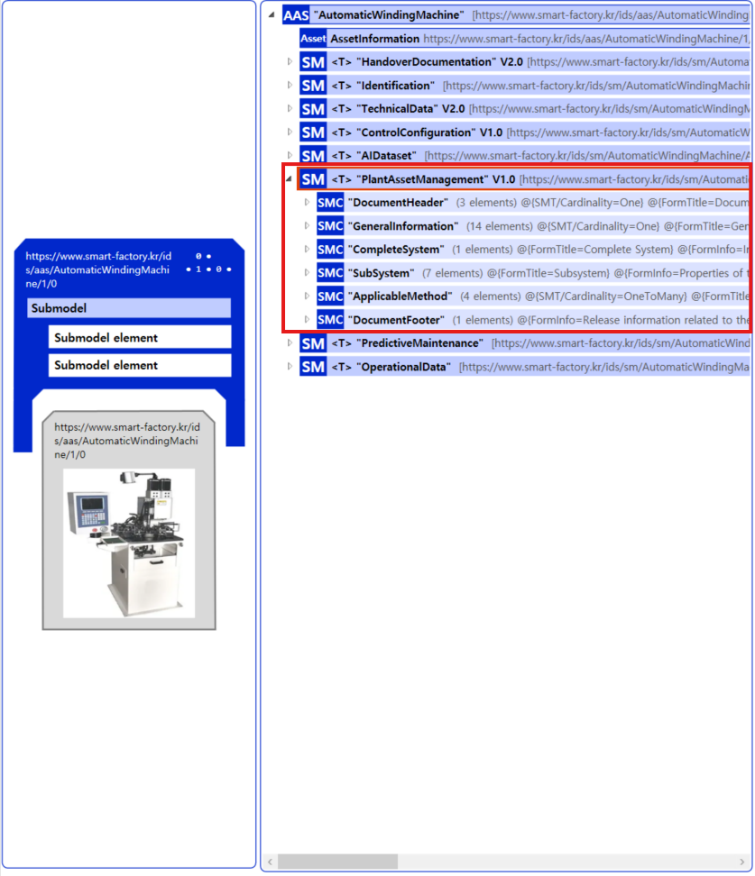 https://www.smart-factory.kr/id
s/aas/AutomaticWindingMachi
ne/1/0
Submodel
Submodel element
Submodel element
https://www.smart-factory.kr/id
s/aas/AutomaticWindingMachi
ne/1/0
AAS "AutomaticWindingMachine" [https://www.smart-factory.kr/ids/aas/AutomaticWinding
Asset AssetInformation https://www.smart-factory.kr/ids/aas/AutomaticWindingMachine/1,
SM <T> "HandoverDocumentation" V2.0 [https://www.smart-factory.kr/ids/sm/Automa
SM <T> "Identification" [https://www.smart-factory.kr/ids/sm/AutomaticWindingMachin
SM <T> "TechnicalData" V2.0 [https://www.smart-factory.kr/ids/sm/AutomaticWindingM
SM <T> "ControlConfiguration" V1.0 [https://www.smart-factory.kr/ids/sm/AutomaticW
SM <T> "AIDataset" [https://www.smart-factory.kr/ids/sm/AutomaticWindingMachine/A
SM <T> "PlantAssetManagement" V1.0 [https://www.smart-factory.kr/ids/sm/Automati
SMC "DocumentHeader" (3 elements) @{SMT/Cardinality=One} @{FormTitle=Docum
SMC "GeneralInformation" (14 elements) @{SMT/Cardinality=One} @{FormTitle=Gen
SMC "CompleteSystem" (1 elements) @{FormTitle=Complete System} @{FormInfo=In
SMC "SubSystem" (7 elements) @{FormTitle=Subsystem} @{FormInfo=Properties of t
SMC "ApplicableMethod" (4 elements) @{SMT/Cardinality=OneToMany} @{FormTitle
SMC "DocumentFooter" (1 elements) @{FormInfo=Release information related to the
SM <T> "PredictiveMaintenance" [https://www.smart-factory.kr/ids/sm/AutomaticWind
SM <T> "OperationalData" [https://www.smart-factory.kr/ids/sm/AutomaticWindingMa